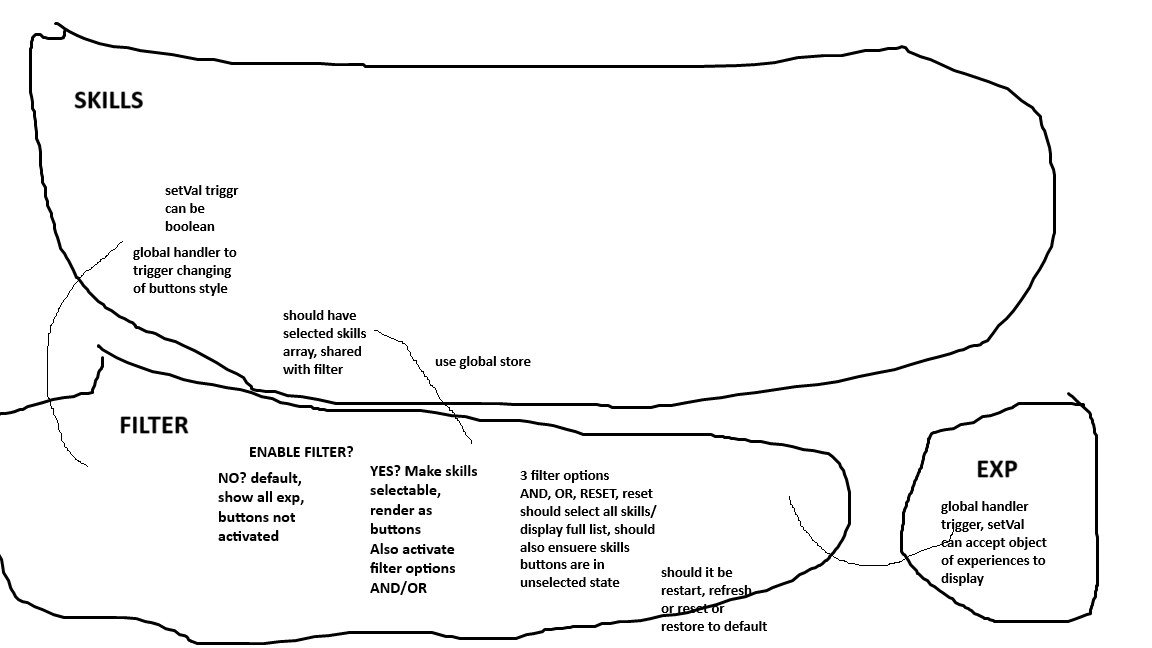 SKILLS
setVal triggr
can be
boolean
global handler to
trigger changing
of buttons style
should have
selected skills
array, shared
with filter
use global store
FILTER
ENABLE FILTER?
NO? default,
show all exp,
buttons not
activated
YES? Make skills
selectable,
render as
buttons
Also activate
filter options
AND/OR
3 filter options
AND, OR, RESET, reset
should select all skills/
display full list, should
also ensuere skills
buttons are in
unselected state
should it be
restart, refresh
or reset or
restore to default
EXP
global handler
trigger, setVal
can accept object
of experiences to
display